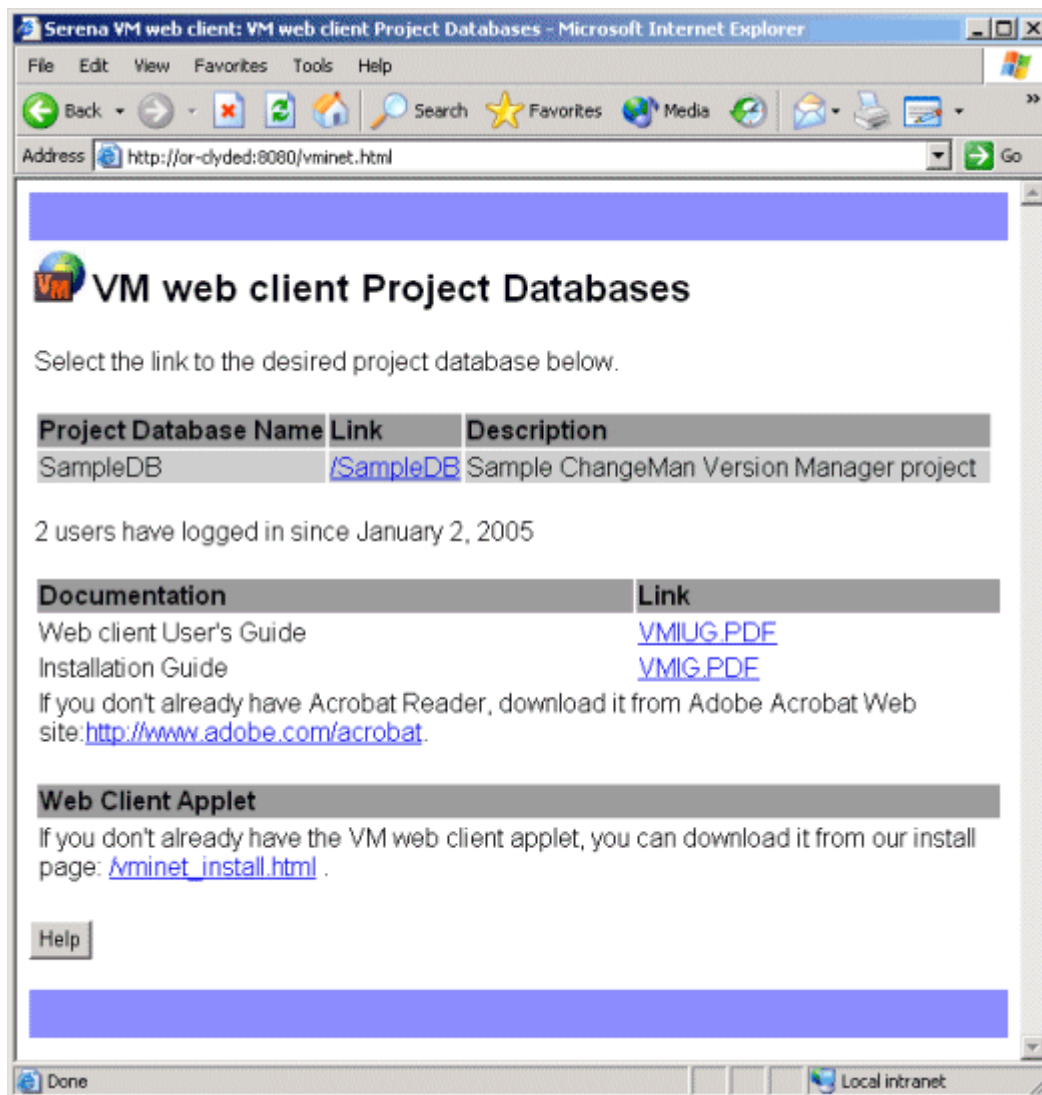 Serena VM web client: VM web client Project Databases - Microsoft Internet Explorer
File Edit View Favorites Tools Help
Back Search Favorites Media »
Address http://or-clyded:8080/vminet.html Go
VM VM web client Project Databases
Select the link to the desired project database below.
Project Database Name Link Description
SampleDB /SampleDB Sample ChangeMan Version Manager project
2 users have logged in since January 2, 2005
Documentation Link
Web client User's Guide VMIUG.PDF
Installation Guide VMIG.PDF
If you don't already have Acrobat Reader, download it from Adobe Acrobat Web
site:http://www.adobe.com/acrobat.
Web Client Applet
If you don't already have the VM web client applet, you can download it from our install
page: /vminet_install.html .
Help
Done Local intranet